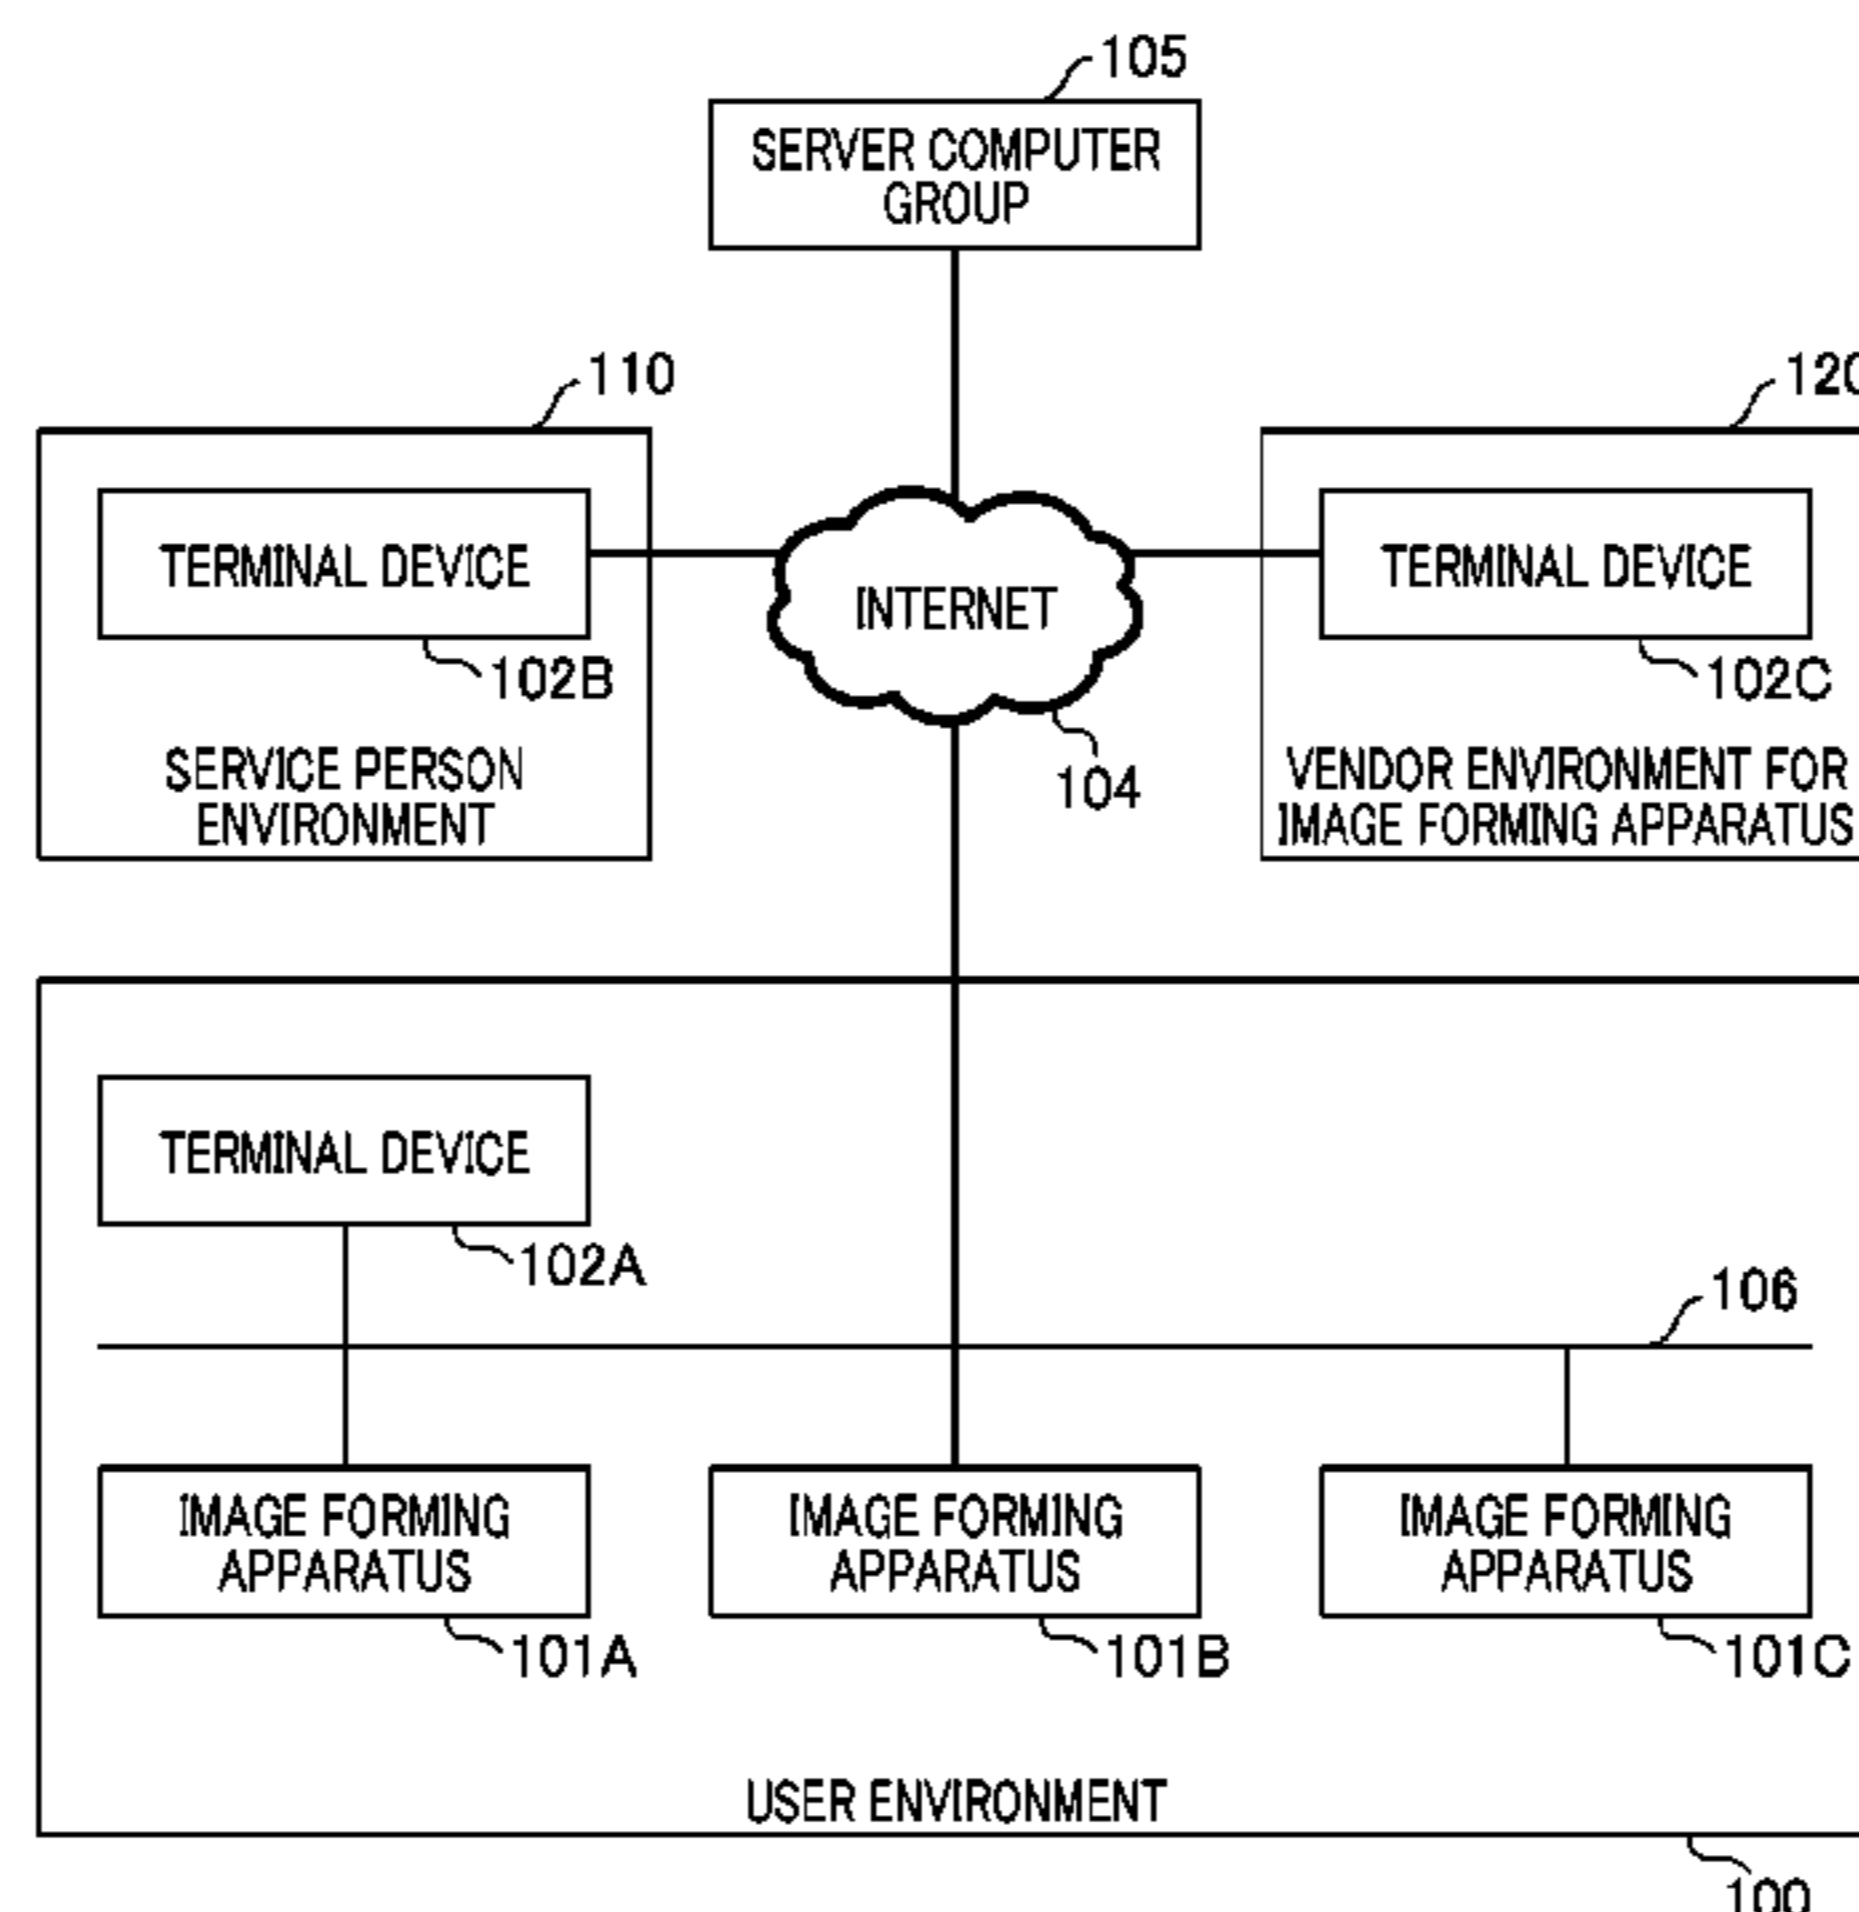 105
SERVER COMPUTER
GROUP
110
TERMINAL DEVICE
102B
SERVICE PERSON
ENVIRONMENT
INTERNET
104
120
TERMINAL DEVICE
102C
VENDOR ENVIRONMENT FOR
IMAGE FORMING APPARATUS
TERMINAL DEVICE
102A
106
IMAGE FORMING
APPARATUS
101A
IMAGE FORMING
APPARATUS
101B
IMAGE FORMING
APPARATUS
101C
USER ENVIRONMENT
100